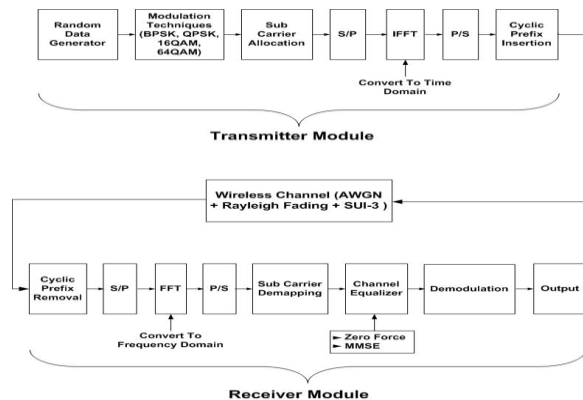 Random
Data
Generator
Modulation
Techniques
(BPSK, QPSK,
16QAM,
64QAM)
Sub
Carrier
Allocation
S/P
IFFT
P/S
Cyclic
Prefix
Insertion
Convert To Time
Domain
Transmitter Module
Wireless Channel (AWGN
+ Rayleigh Fading + SUI-3 )
Cyclic
Prefix
Removal
S/P
FFT
P/S
Sub Carrier
Demapping
Channel
Equalizer
Demodulation
Output
Convert To
Frequency Domain
Zero Force
MMSE
Receiver Module